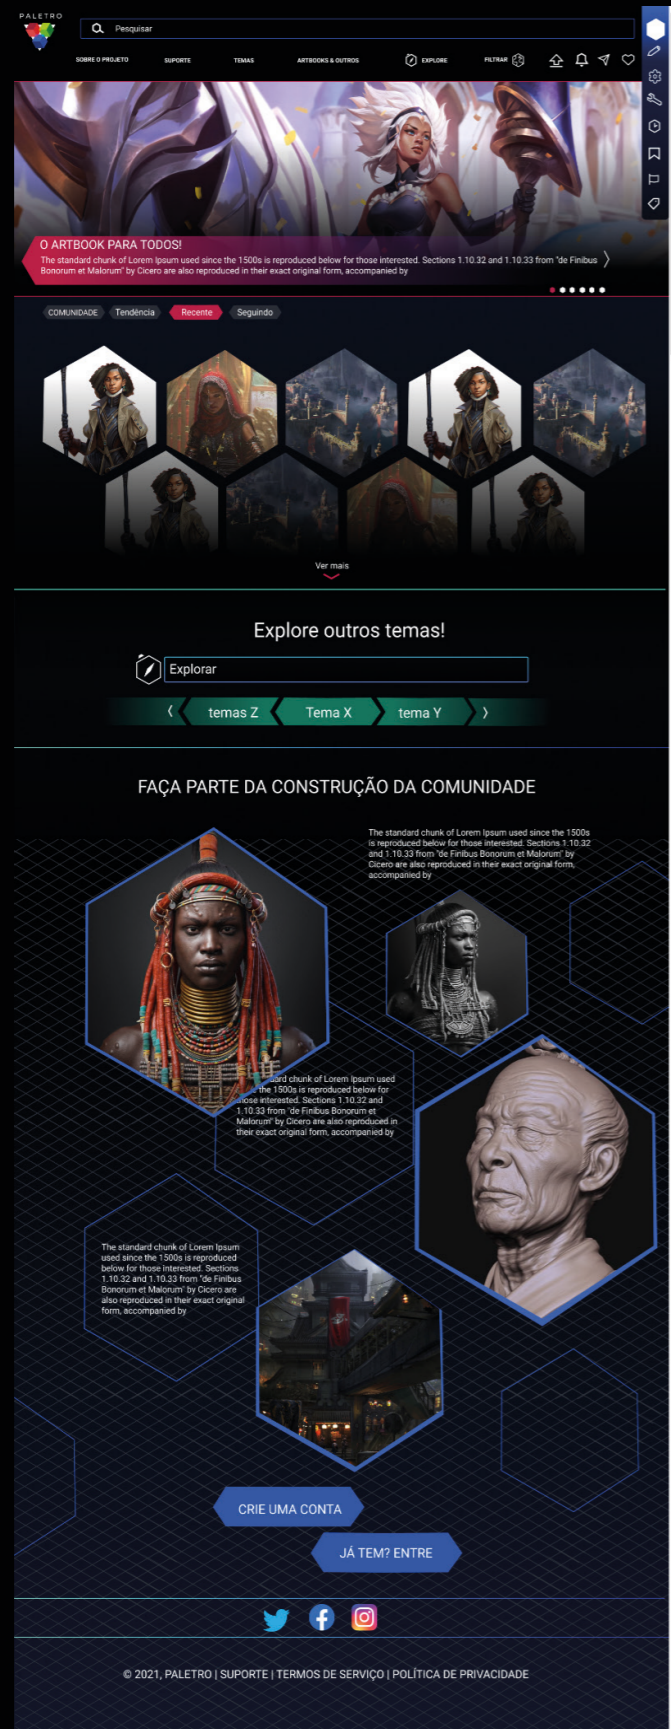 PALETRO
Pesquisar
SOBRE O PROJETO SUPORTE TEMAS ARTBOOKS & OUTROS EXPLORE FILTRAR
O ARTBOOK PARA TODOS!
The standard chunk of Lorem Ipsum used since the 1500s is reproduced below for those interested. Sections 1.10.32 and 1.10.33 from "de Finibus
Bonorum et Malorum" by Cicero are also reproduced in their exact original form, accompanied by
COMUNIDADE Tendência Recente Seguindo
Ver mais
Explore outros temas!
Explorar
temas Z Tema X tema Y
FAÇA PARTE DA CONSTRUÇÃO DA COMUNIDADE
The standard chunk of Lorem Ipsum used since the 1500s
is reproduced below for those interested. Sections 1.10.32
and 1.10.33 from "de Finibus Bonorum et Malorum" by
Cicero are also reproduced in their exact original form,
accompanied by
chunk of Lorem Ipsum used
the 1500s is reproduced below for
interested. Sections 1.10.32 and
1.10.33 from "de Finibus Bonorum et
Malorum" by Cicero are also reproduced in
their exact original form, accompanied by
The standard chunk of Lorem Ipsum
used since the 1500s is reproduced
below for those interested. Sections
1.10.32 and 1.10.33 from "de Finibus
Bonorum et Malorum" by Cicero are
also reproduced in their exact original
form, accompanied by
CRIE UMA CONTA
JÁ TEM? ENTRE
© 2021, PALETRO | SUPORTE | TERMOS DE SERVIÇO | POLÍTICA DE PRIVACIDADE